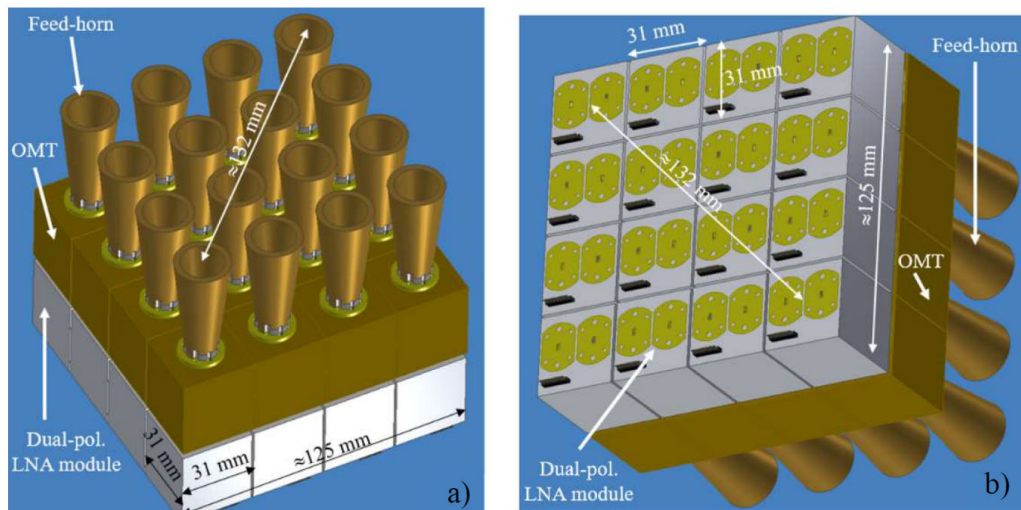 Feed-horn
OMT
≈132 mm
Dual-pol.
LNA module
31 mm
31 mm
≈125 mm
a)
31 mm
31 mm
Feed-horn
≈132 mm
≈125 mm
OMT
Dual-pol.
LNA module
b)